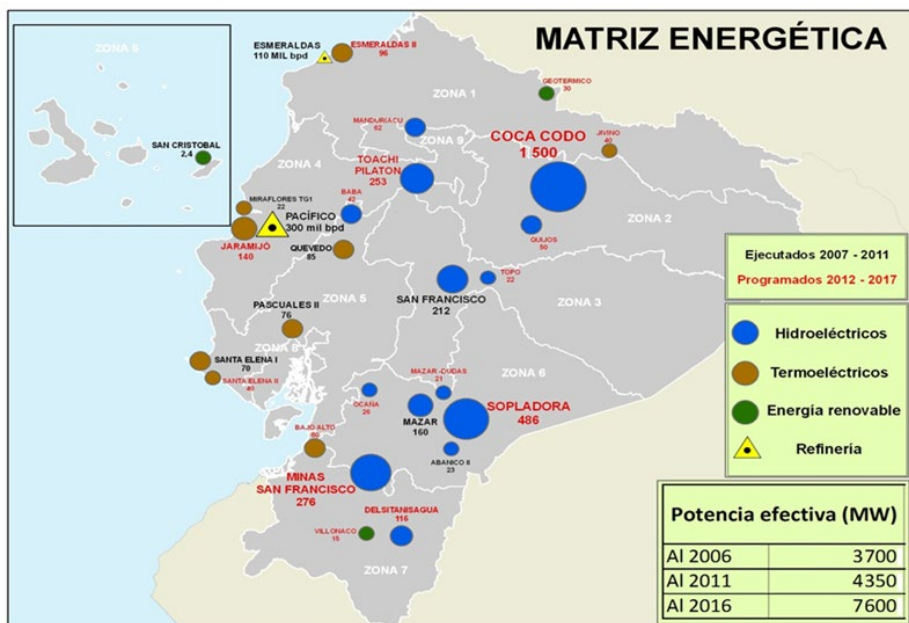 MATRIZ ENERGÉTICA
ZONA 5
SAN CRISTOBAL
2,4
ESMERALDAS
110 MIL bpd
ESMERALDAS II
96
ZONA 1
GEOTERMICO
30
MANDURIACU
62
ZONA 9
COCA CODO
1 500
JIVINO
40
ZONA 4
TOACHI
PILATON
253
MIRAFLORES TG1
22
BABA
42
PACÍFICO
300 mil bpd
ZONA 2
QUIJOS
50
JARAMIJÓ
140
QUEVEDO
85
TOPO
22
ZONA 3
SAN FRANCISCO
212
ZONA 5
PASCUALES II
76
ZONA 8
SANTA ELENA I
70
SANTA ELENA II
40
MAZAR -DUDAS
21
ZONA 6
OCAÑA
26
SOPLADORA
486
MAZAR
160
BAJO ALTO
ABANICO II
23
MINAS
SAN FRANCISCO
276
DELSITANISAGUA
116
VILLONACO
15
ZONA 7
Ejecutados 2007 - 2011
Programados 2012 - 2017
Hidroeléctricos
Termoeléctricos
Energía renovable
Refinería
Potencia efectiva (MW)
Al 2006 3700
Al 2011 4350
Al 2016 7600